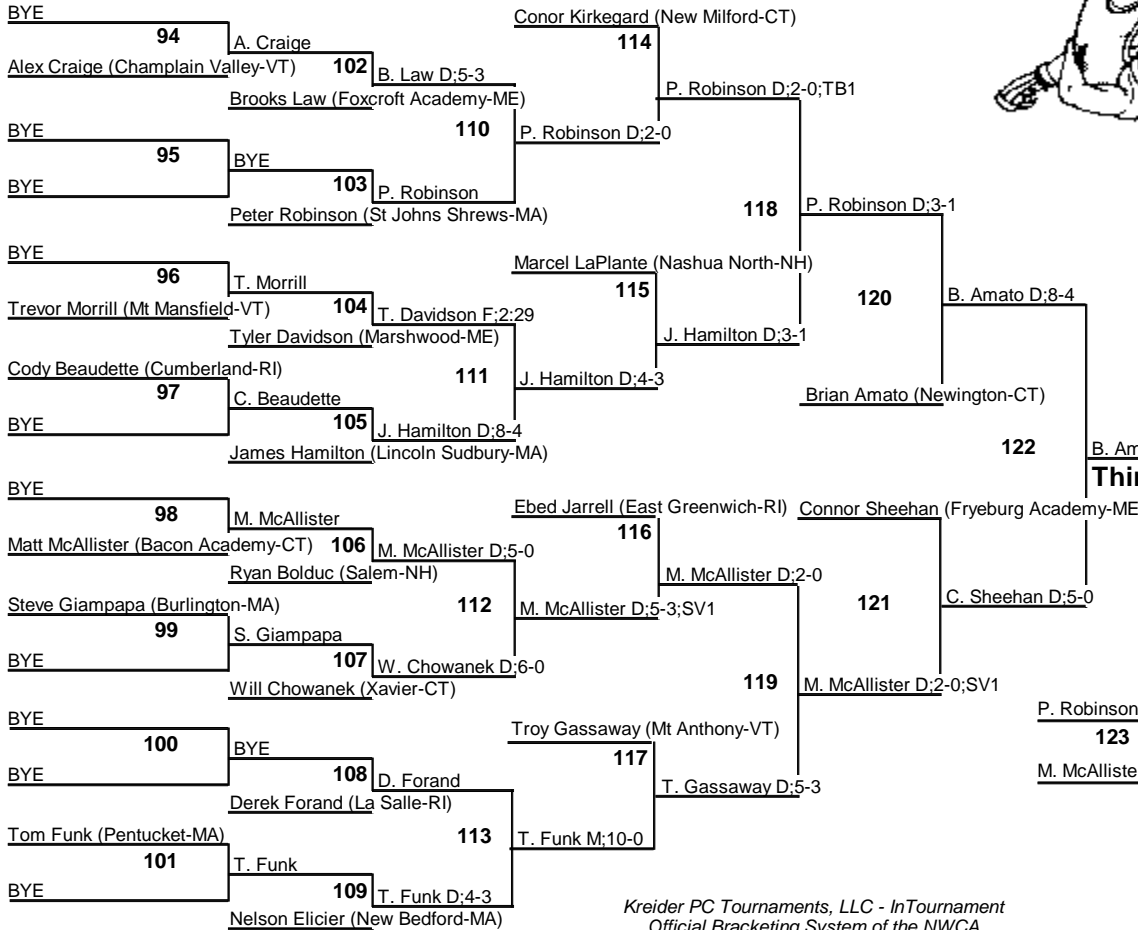 BYE
94
Alex Craige (Champlain Valley-VT)
A. Craige
102
Brooks Law (Foxcroft Academy-ME)
B. Law D;5-3
BYE
95
BYE
BYE
103
Peter Robinson (St Johns Shrews-MA)
P. Robinson
110
P. Robinson D;2-0
Conor Kirkegard (New Milford-CT)
114
P. Robinson D;2-0;TB1
BYE
96
Trevor Morrill (Mt Mansfield-VT)
T. Morrill
104
Tyler Davidson (Marshwood-ME)
T. Davidson F;2:29
Cody Beaudette (Cumberland-RI)
97
BYE
C. Beaudette
105
James Hamilton (Lincoln Sudbury-MA)
J. Hamilton D;8-4
111
J. Hamilton D;4-3
Marcel LaPlante (Nashua North-NH)
115
J. Hamilton D;3-1
118
P. Robinson D;3-1
120
Brian Amato (Newington-CT)
B. Amato D;8-4
BYE
98
Matt McAllister (Bacon Academy-CT)
M. McAllister
106
Ryan Bolduc (Salem-NH)
M. McAllister D;5-0
Steve Giampapa (Burlington-MA)
99
BYE
S. Giampapa
107
Will Chowanek (Xavier-CT)
W. Chowanek D;6-0
112
M. McAllister D;5-3;SV1
Ebed Jarrell (East Greenwich-RI)
116
M. McAllister D;2-0
BYE
100
BYE
BYE
108
Derek Forand (La Salle-RI)
D. Forand
Tom Funk (Pentucket-MA)
101
BYE
T. Funk
109
Nelson Elicier (New Bedford-MA)
T. Funk D;4-3
113
T. Funk M;10-0
Troy Gassaway (Mt Anthony-VT)
117
T. Gassaway D;5-3
119
M. McAllister D;2-0;SV1
Connor Sheehan (Fryeburg Academy-ME
121
C. Sheehan D;5-0
122
B. Am
Thir
P. Robinson
123
M. McAlliste
Kreider PC Tournaments, LLC - InTournament
Official Bracketing System of the NWCA